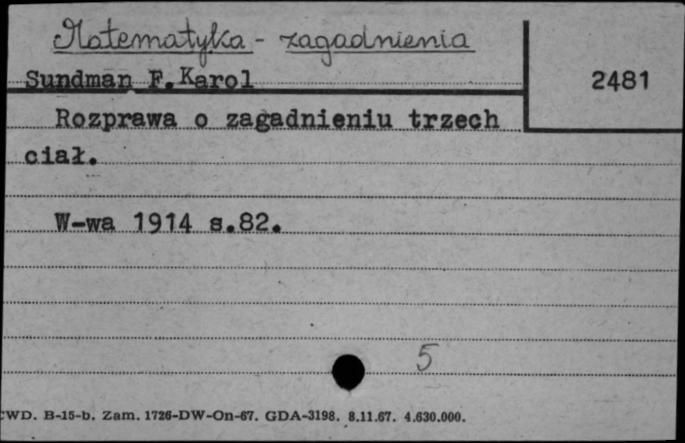 Matematyka - zagadnienia
Sundman F. Karol
2481
Rozprawa o zagadnieniu trzech
ciał.
W-wa 1914 s.82.
5
CWD. B-15-b. Zam. 1726-DW-On-67. GDA-3198. 8.11.67. 4.630.000.